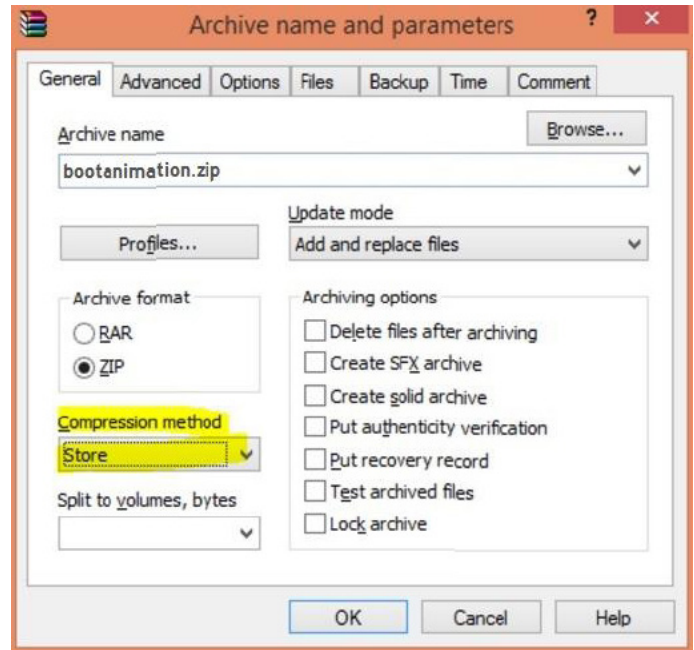 Archive name and parameters ? ×
General Advanced Options Files Backup Time Comment
Archive name
Browse...
bootanimation.zip
Profiles...
Update mode
Add and replace files
Archive format
RAR
ZIP
Compression method
Store
Split to volumes, bytes
Archiving options
Delete files after archiving
Create SFX archive
Create solid archive
Put authenticity verification
Put recovery record
Test archived files
Lock archive
OK Cancel Help